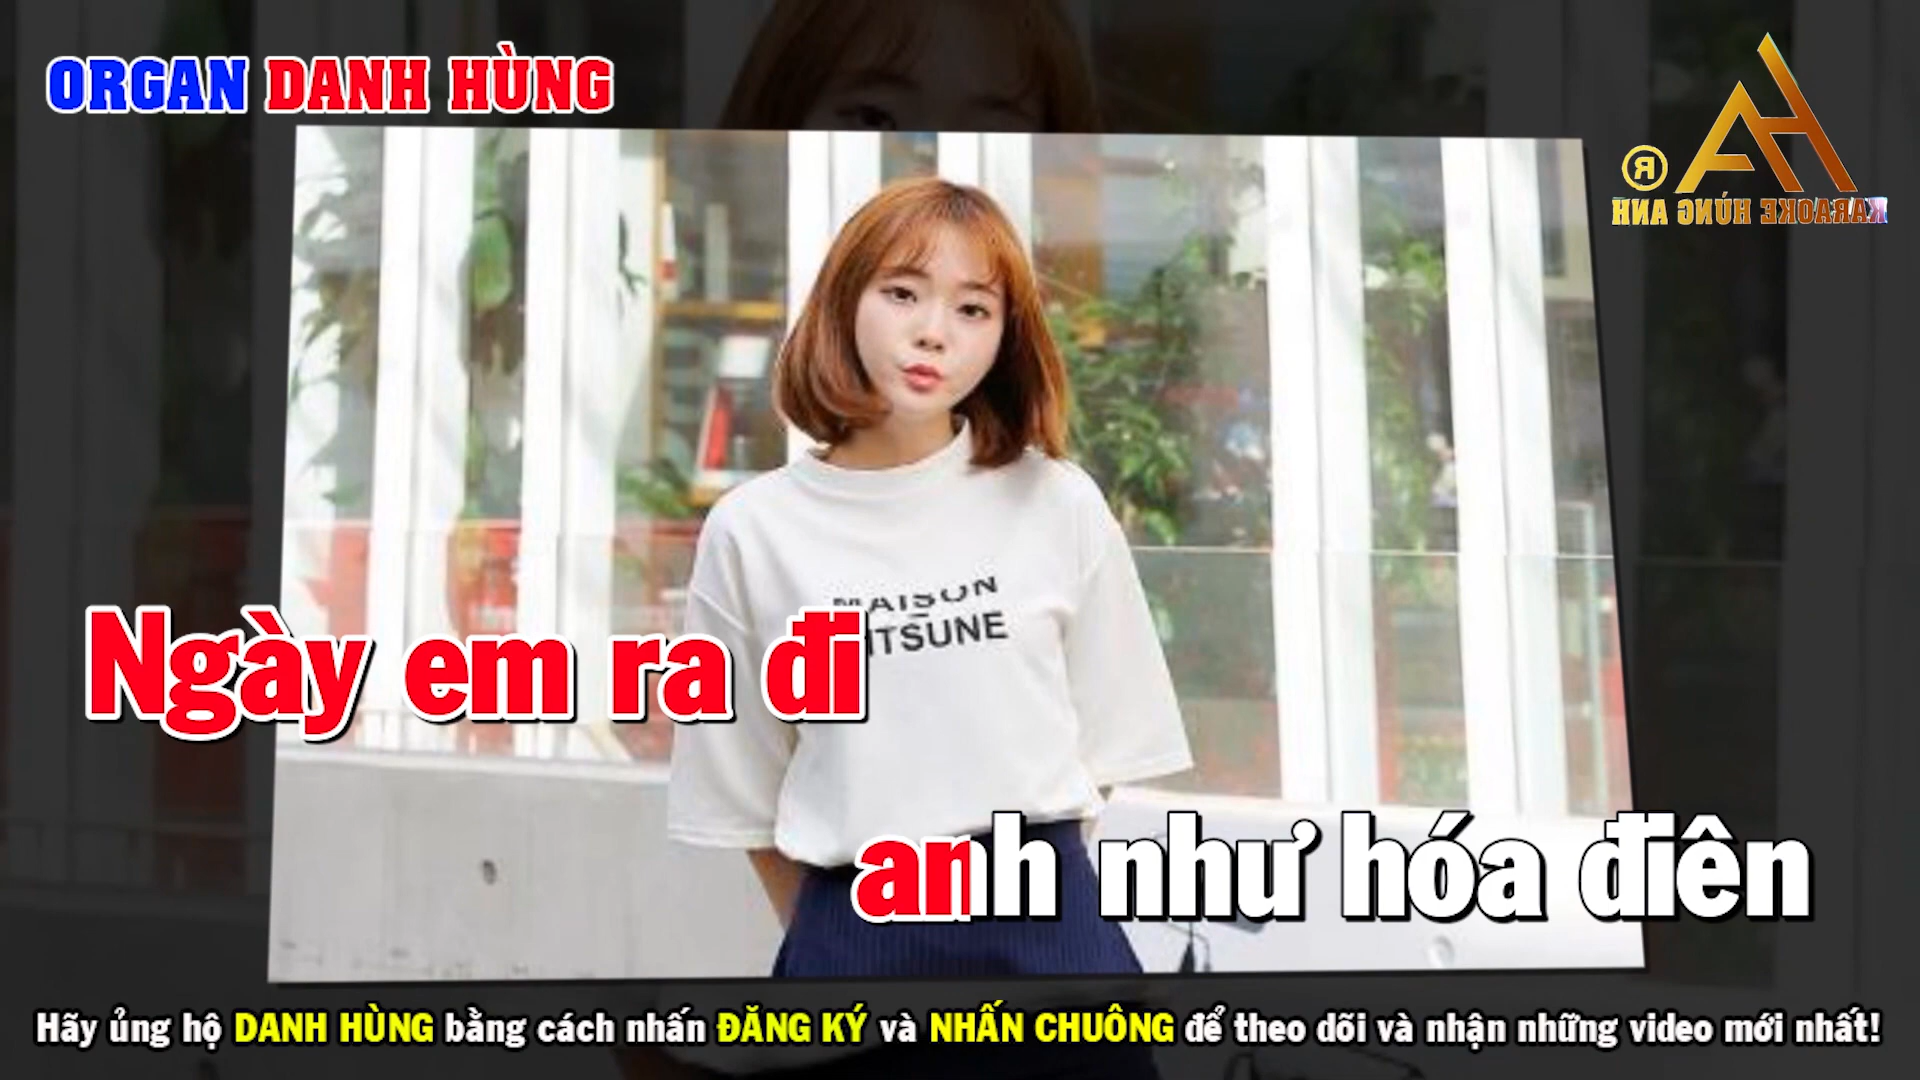 ORGAN DANH HÙNG
HA
®
KARAOKE HÙNG ANH
MAISON
ITSUNE
Ngày em ra đi
anh như hóa điên
Hãy ủng hộ DANH HÙNG bằng cách nhấn ĐĂNG KÝ và NHẤN CHUÔNG để theo dõi và nhận những video mới nhất!